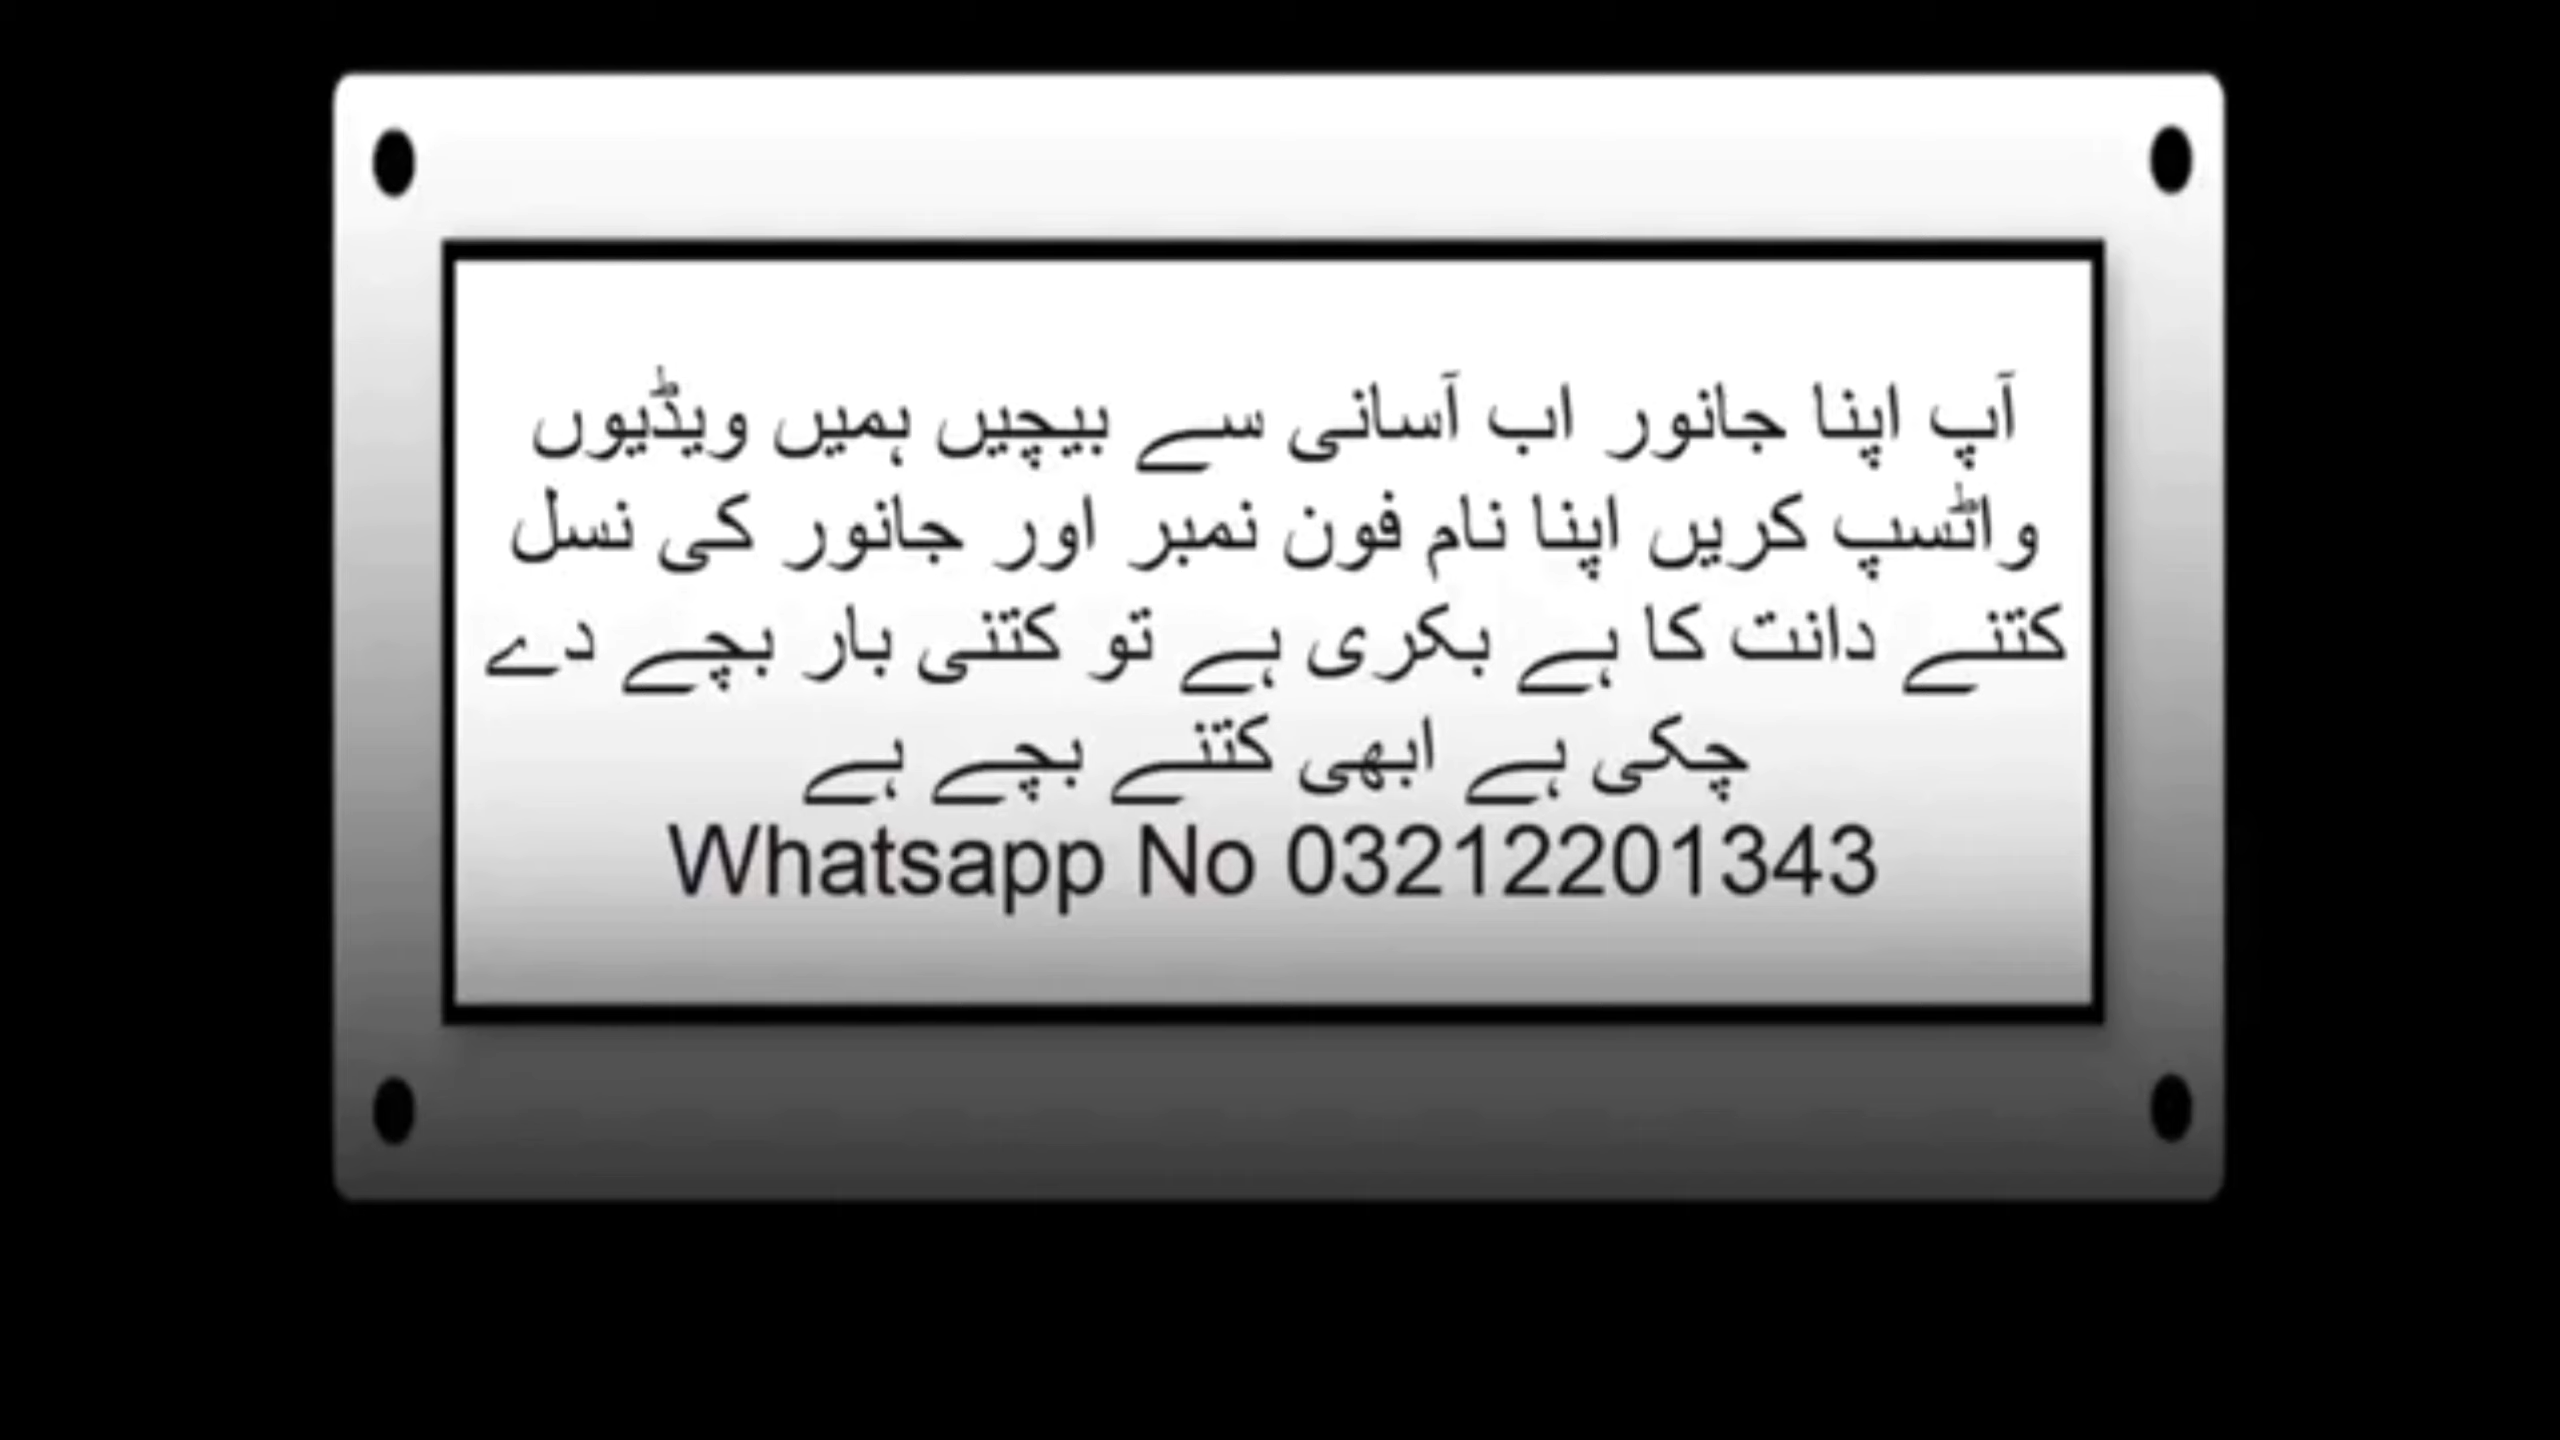 آپ اپنا جانور اب آسانی سے بیچیں ہمیں ویڈیوں
واٹسپ کریں اپنا نام فون نمبر اور جانور کی نسل
کتنے دانت کا ہے بکری ہے تو کتنی بار بچے دے
چکی ہے ابھی کتنے بچے ہے
Whatsapp No 03212201343